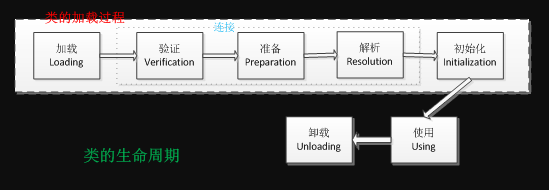 类的加载过程
连接
加载
Loading
验证
Verification
准备
Preparation
解析
Resolution
初始化
Initialization
卸载
Unloading
使用
Using
类的生命周期